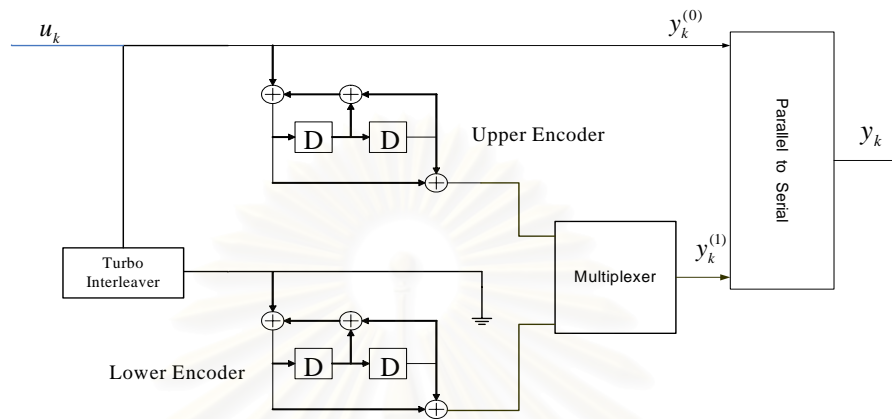 u_k
y_k^{(0)}
D
D
Upper Encoder
Parallel to Serial
y_k
Turbo
Interleaver
Multiplexer
y_k^{(1)}
D
D
Lower Encoder